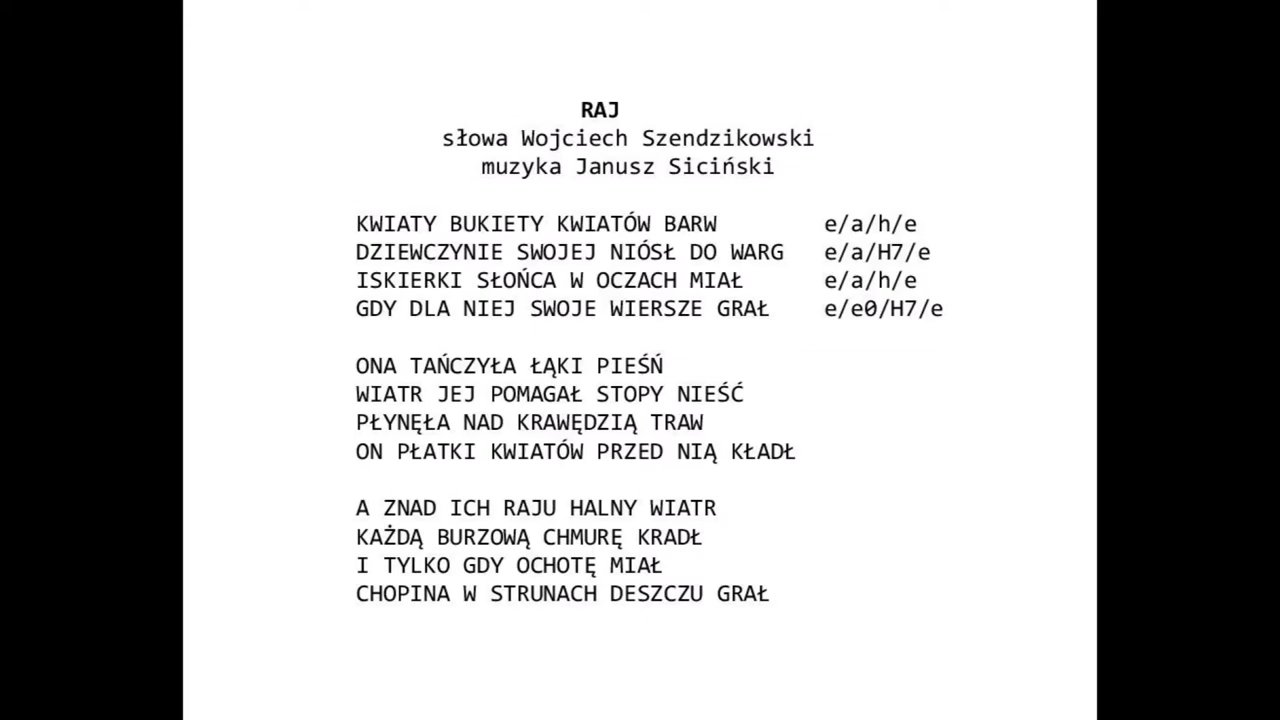 RAJ
słowa Wojciech Szendzikowski
muzyka Janusz Siciński
KWIATY BUKIETY KWIATÓW BARW e/a/h/e
DZIEWCZYNIE SWOJEJ NIÓSŁ DO WARG e/a/H7/e
ISKIERKI SŁOŃCA W OCZACH MIAŁ e/a/h/e
GDY DLA NIEJ SWOJE WIERSZE GRAŁ e/e0/H7/e
ONA TAŃCZYŁA ŁĄKI PIEŚŃ
WIATR JEJ POMAGAŁ STOPY NIEŚĆ
PŁYNĘŁA NAD KRAWĘDZIĄ TRAW
ON PŁATKI KWIATÓW PRZED NIĄ KŁADŁ
A ZNAD ICH RAJU HALNY WIATR
KAŻDĄ BURZOWĄ CHMURĘ KRADŁ
I TYLKO GDY OCHOTĘ MIAŁ
CHOPINA W STRUNACH DESZCZU GRAŁ